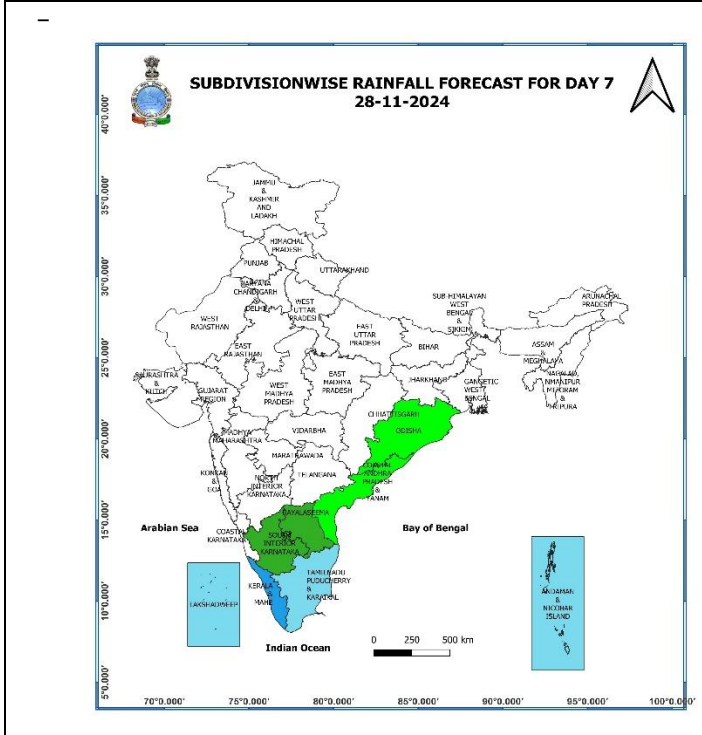 –
SUBDIVISIONWISE RAINFALL FORECAST FOR DAY 7
28-11-2024
40°0.000'
35°0.000'
30°0.000'
25°0.000'
20°0.000'
15°0.000'
10°0.000'
5°0.000'
JAMMU
&
KASHMIR
AND
LADAKH
HIMACHAL
PRADESH
PUNJAB
UTTARAKHAND
HARYANA
CHANDIGARH
&
DELHI
WEST
UTTAR
PRADESH
WEST
RAJASTHAN
EAST
RAJASTHAN
EAST
UTTAR
PRADESH
SUB-HIMALAYAN
WEST
BENGAL
&
SIKKIM
ARUNACHAL
PRADESH
ASSAM
&
MEGHALAYA
BIHAR
SAURASHTRA
&
KUTCH
GUJARAT
REGION
WEST
MADHYA
PRADESH
EAST
MADHYA
PRADESH
JHARKHAND
GANGETIC
WEST
BENGAL
MIZORAM
&
TRIPURA
CHHATTISGARH
ODISHA
MADHYA
MAHARASHTRA
VIDARBHA
MARATHWADA
KONKAN
&
GOA
NORTH
INTERIOR
KARNATAKA
TELANGANA
COASTAL
ANDHRA
PRADESH
&
YANAM
RAYALASEEMA
Arabian Sea
Bay of Bengal
COASTAL
KARNATAKA
SOUTH
INTERIOR
KARNATAKA
KERALA
&
MAHE
TAMILNADU
PUDUCHERRY
&
KARAIKAL
LAKSHADWEEP
ANDAMAN
&
NICOBAR
ISLAND
Indian Ocean
0 250 500 km
70°0.000' 75°0.000' 80°0.000' 85°0.000' 90°0.000' 95°0.000' 100°0.000'